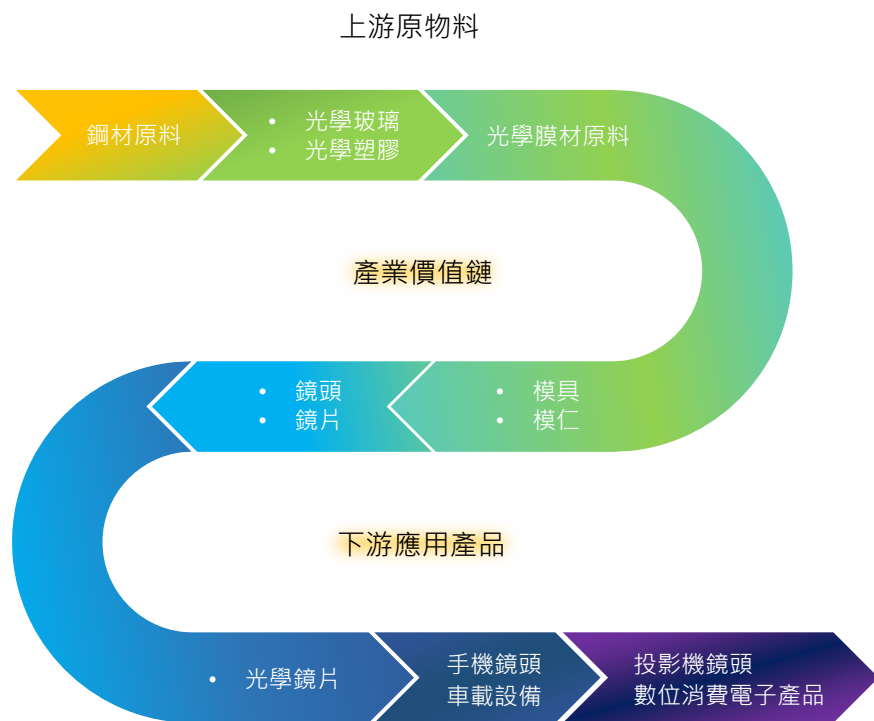 上游原物料
鋼材原料
• 光學玻璃
• 光學塑膠
光學膜材原料
產業價值鏈
• 鏡頭
• 鏡片
• 模具
• 模仁
下游應用產品
• 光學鏡片
手機鏡頭
車載設備
投影機鏡頭
數位消費電子產品